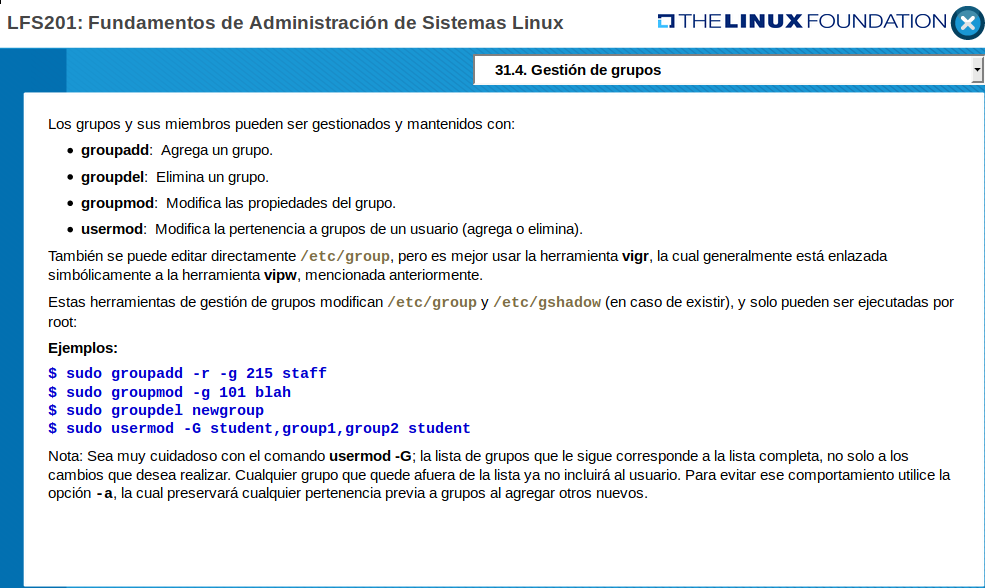 LFS201: Fundamentos de Administración de Sistemas Linux
THE LINUX FOUNDATION
31.4. Gestión de grupos
Los grupos y sus miembros pueden ser gestionados y mantenidos con:
• groupadd: Agrega un grupo.
• groupdel: Elimina un grupo.
• groupmod: Modifica las propiedades del grupo.
• usermod: Modifica la pertenencia a grupos de un usuario (agrega o elimina).
También se puede editar directamente /etc/group, pero es mejor usar la herramienta vigr, la cual generalmente está enlazada
simbólicamente a la herramienta vipw, mencionada anteriormente.
Estas herramientas de gestión de grupos modifican /etc/group y /etc/gshadow (en caso de existir), y solo pueden ser ejecutadas por
root:
Ejemplos:
$ sudo groupadd -r -g 215 staff
$ sudo groupmod -g 101 blah
$ sudo groupdel newgroup
$ sudo usermod -G student,group1,group2 student
Nota: Sea muy cuidadoso con el comando usermod -G; la lista de grupos que le sigue corresponde a la lista completa, no solo a los
cambios que desea realizar. Cualquier grupo que quede afuera de la lista ya no incluirá al usuario. Para evitar ese comportamiento utilice la
opción -a, la cual preservará cualquier pertenencia previa a grupos al agregar otros nuevos.